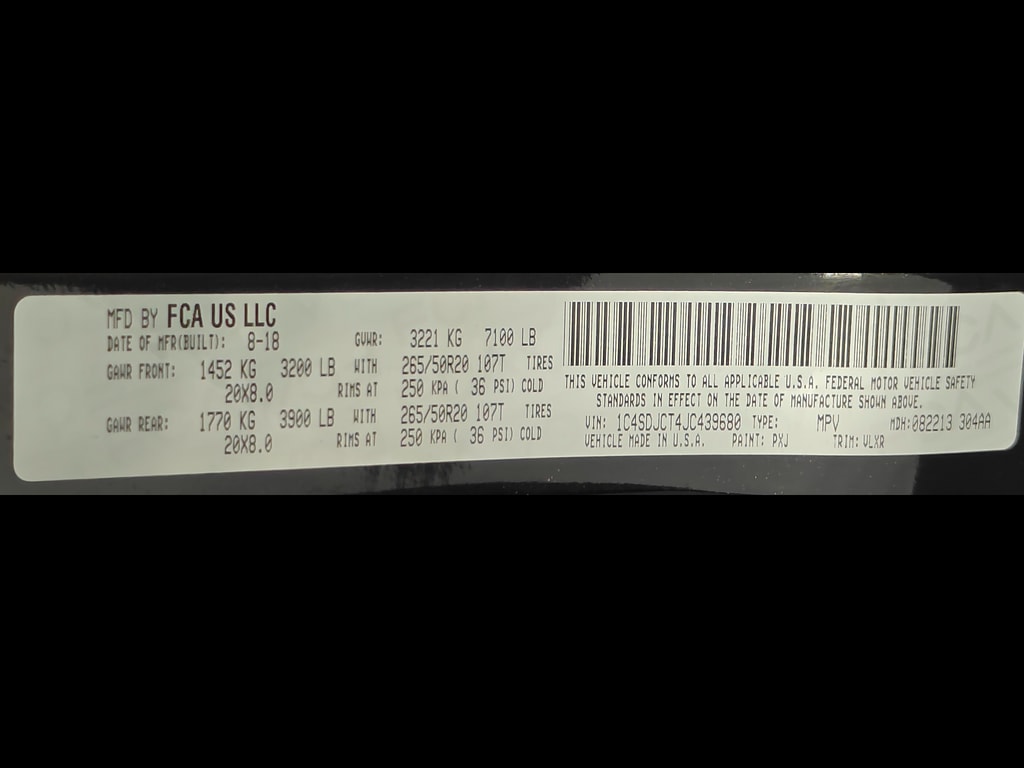 MFD BY FCA US LLC
DATE OF MFR(BUILT): 8-18 GVWR: 3221 KG 7100 LB
GAWR FRONT: 1452 KG 3200 LB WITH 265/50R20 107T TIRES
20X8.0 RIMS AT 250 KPA ( 36 PSI) COLD
GAWR REAR: 1770 KG 3900 LB WITH 265/50R20 107T TIRES
20X8.0 RIMS AT 250 KPA ( 36 PSI) COLD
THIS VEHICLE CONFORMS TO ALL APPLICABLE U.S.A. FEDERAL MOTOR VEHICLE SAFETY
STANDARDS IN EFFECT ON THE DATE OF MANUFACTURE SHOWN ABOVE.
VIN: 1C4SDJCT4JC439680 TYPE: MPV MDH:082213 304AA
VEHICLE MADE IN U.S.A. PAINT: PXJ TRIM: VLXR